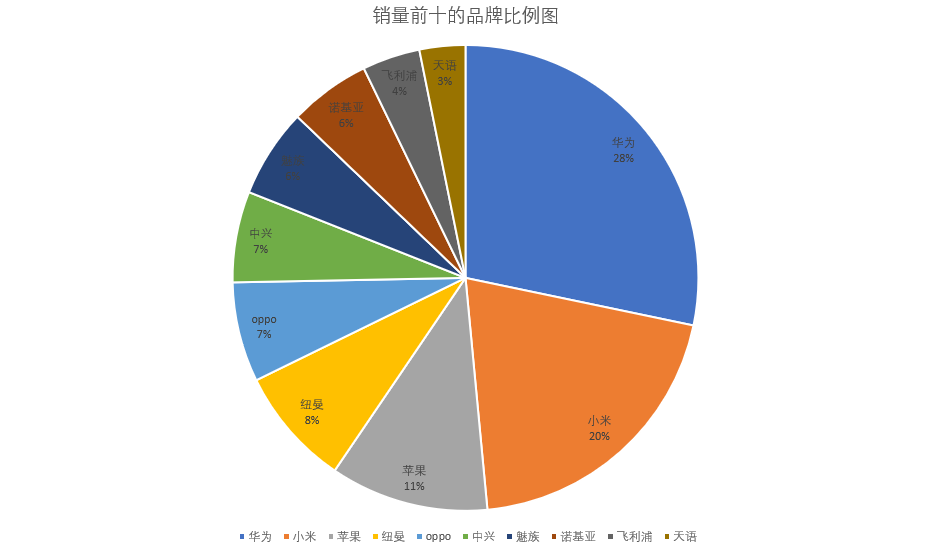 销量前十的品牌比例图
天语
3%
飞利浦
4%
诺基亚
6%
华为
28%
中兴
7%
oppo
7%
纽曼
8%
小米
20%
苹果
11%
华为 小米 苹果 纽曼 oppo 中兴 魅族 诺基亚 飞利浦 天语